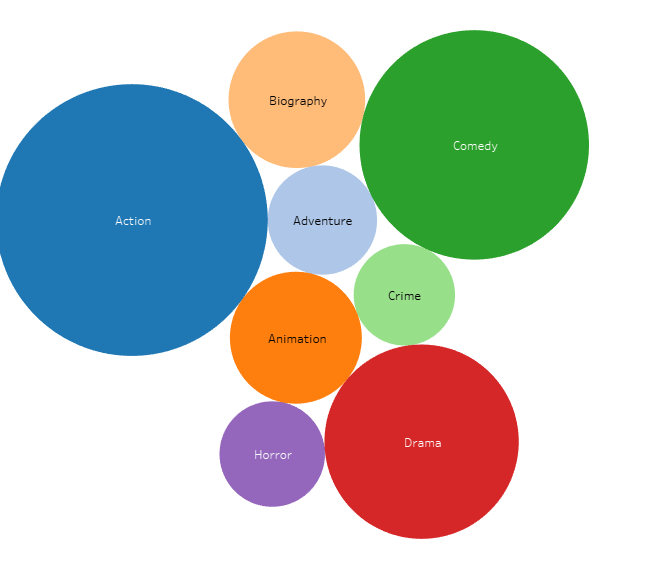 Biography
Comedy
Action
Adventure
Crime
Animation
Drama
Horror